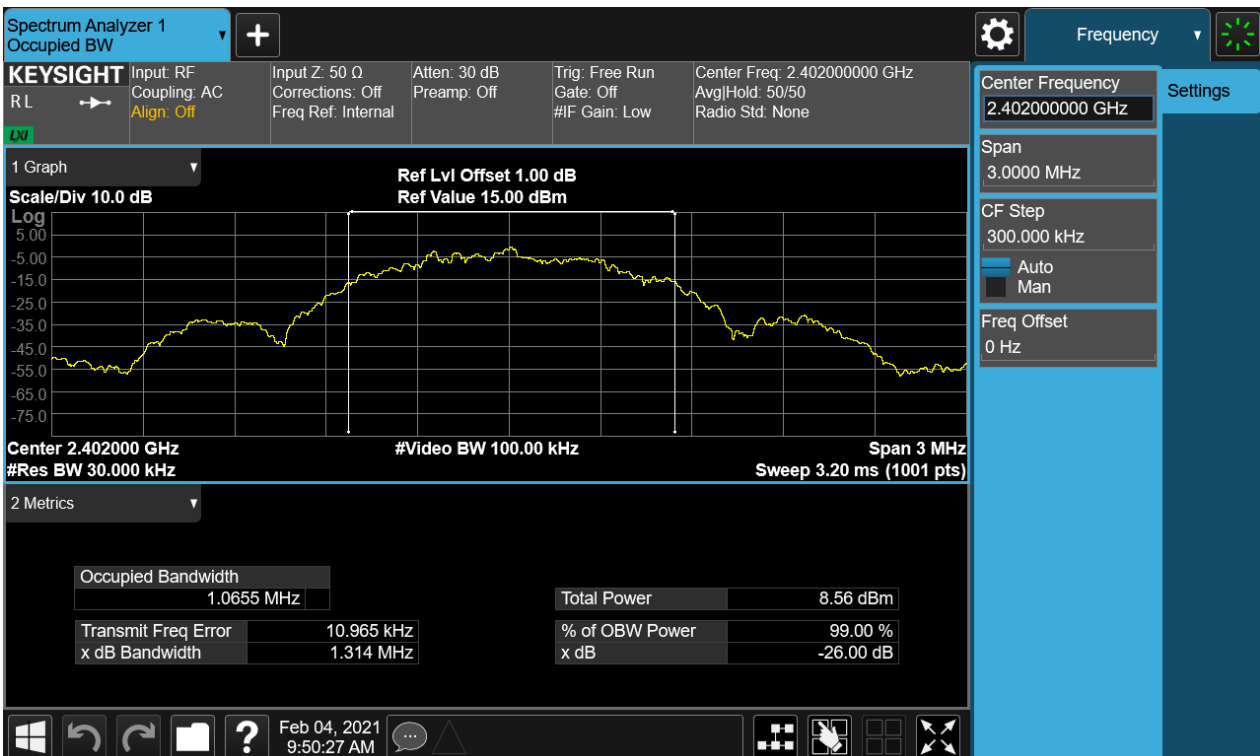 Spectrum Analyzer 1
Occupied BW
+
Frequency
KEYSIGHT
R L
LXI
Input: RF
Coupling: AC
Align: Off
Input Z: 50 Ω
Corrections: Off
Freq Ref: Internal
Atten: 30 dB
Preamp: Off
Trig: Free Run
Gate: Off
#IF Gain: Low
Center Freq: 2.402000000 GHz
Avg|Hold: 50/50
Radio Std: None
1 Graph
Scale/Div 10.0 dB
Ref Lvl Offset 1.00 dB
Ref Value 15.00 dBm
Log
5.00
-5.00
-15.0
-25.0
-35.0
-45.0
-55.0
-65.0
-75.0
Center 2.402000 GHz
#Video BW 100.00 kHz
Span 3 MHz
#Res BW 30.000 kHz
Sweep 3.20 ms (1001 pts)
2 Metrics
Occupied Bandwidth
1.0655 MHz
Transmit Freq Error 10.965 kHz
x dB Bandwidth 1.314 MHz
Total Power 8.56 dBm
% of OBW Power 99.00 %
x dB -26.00 dB
Center Frequency
2.402000000 GHz
Span
3.0000 MHz
CF Step
300.000 kHz
Auto
Man
Freq Offset
0 Hz
Settings
?
Feb 04, 2021
9:50:27 AM